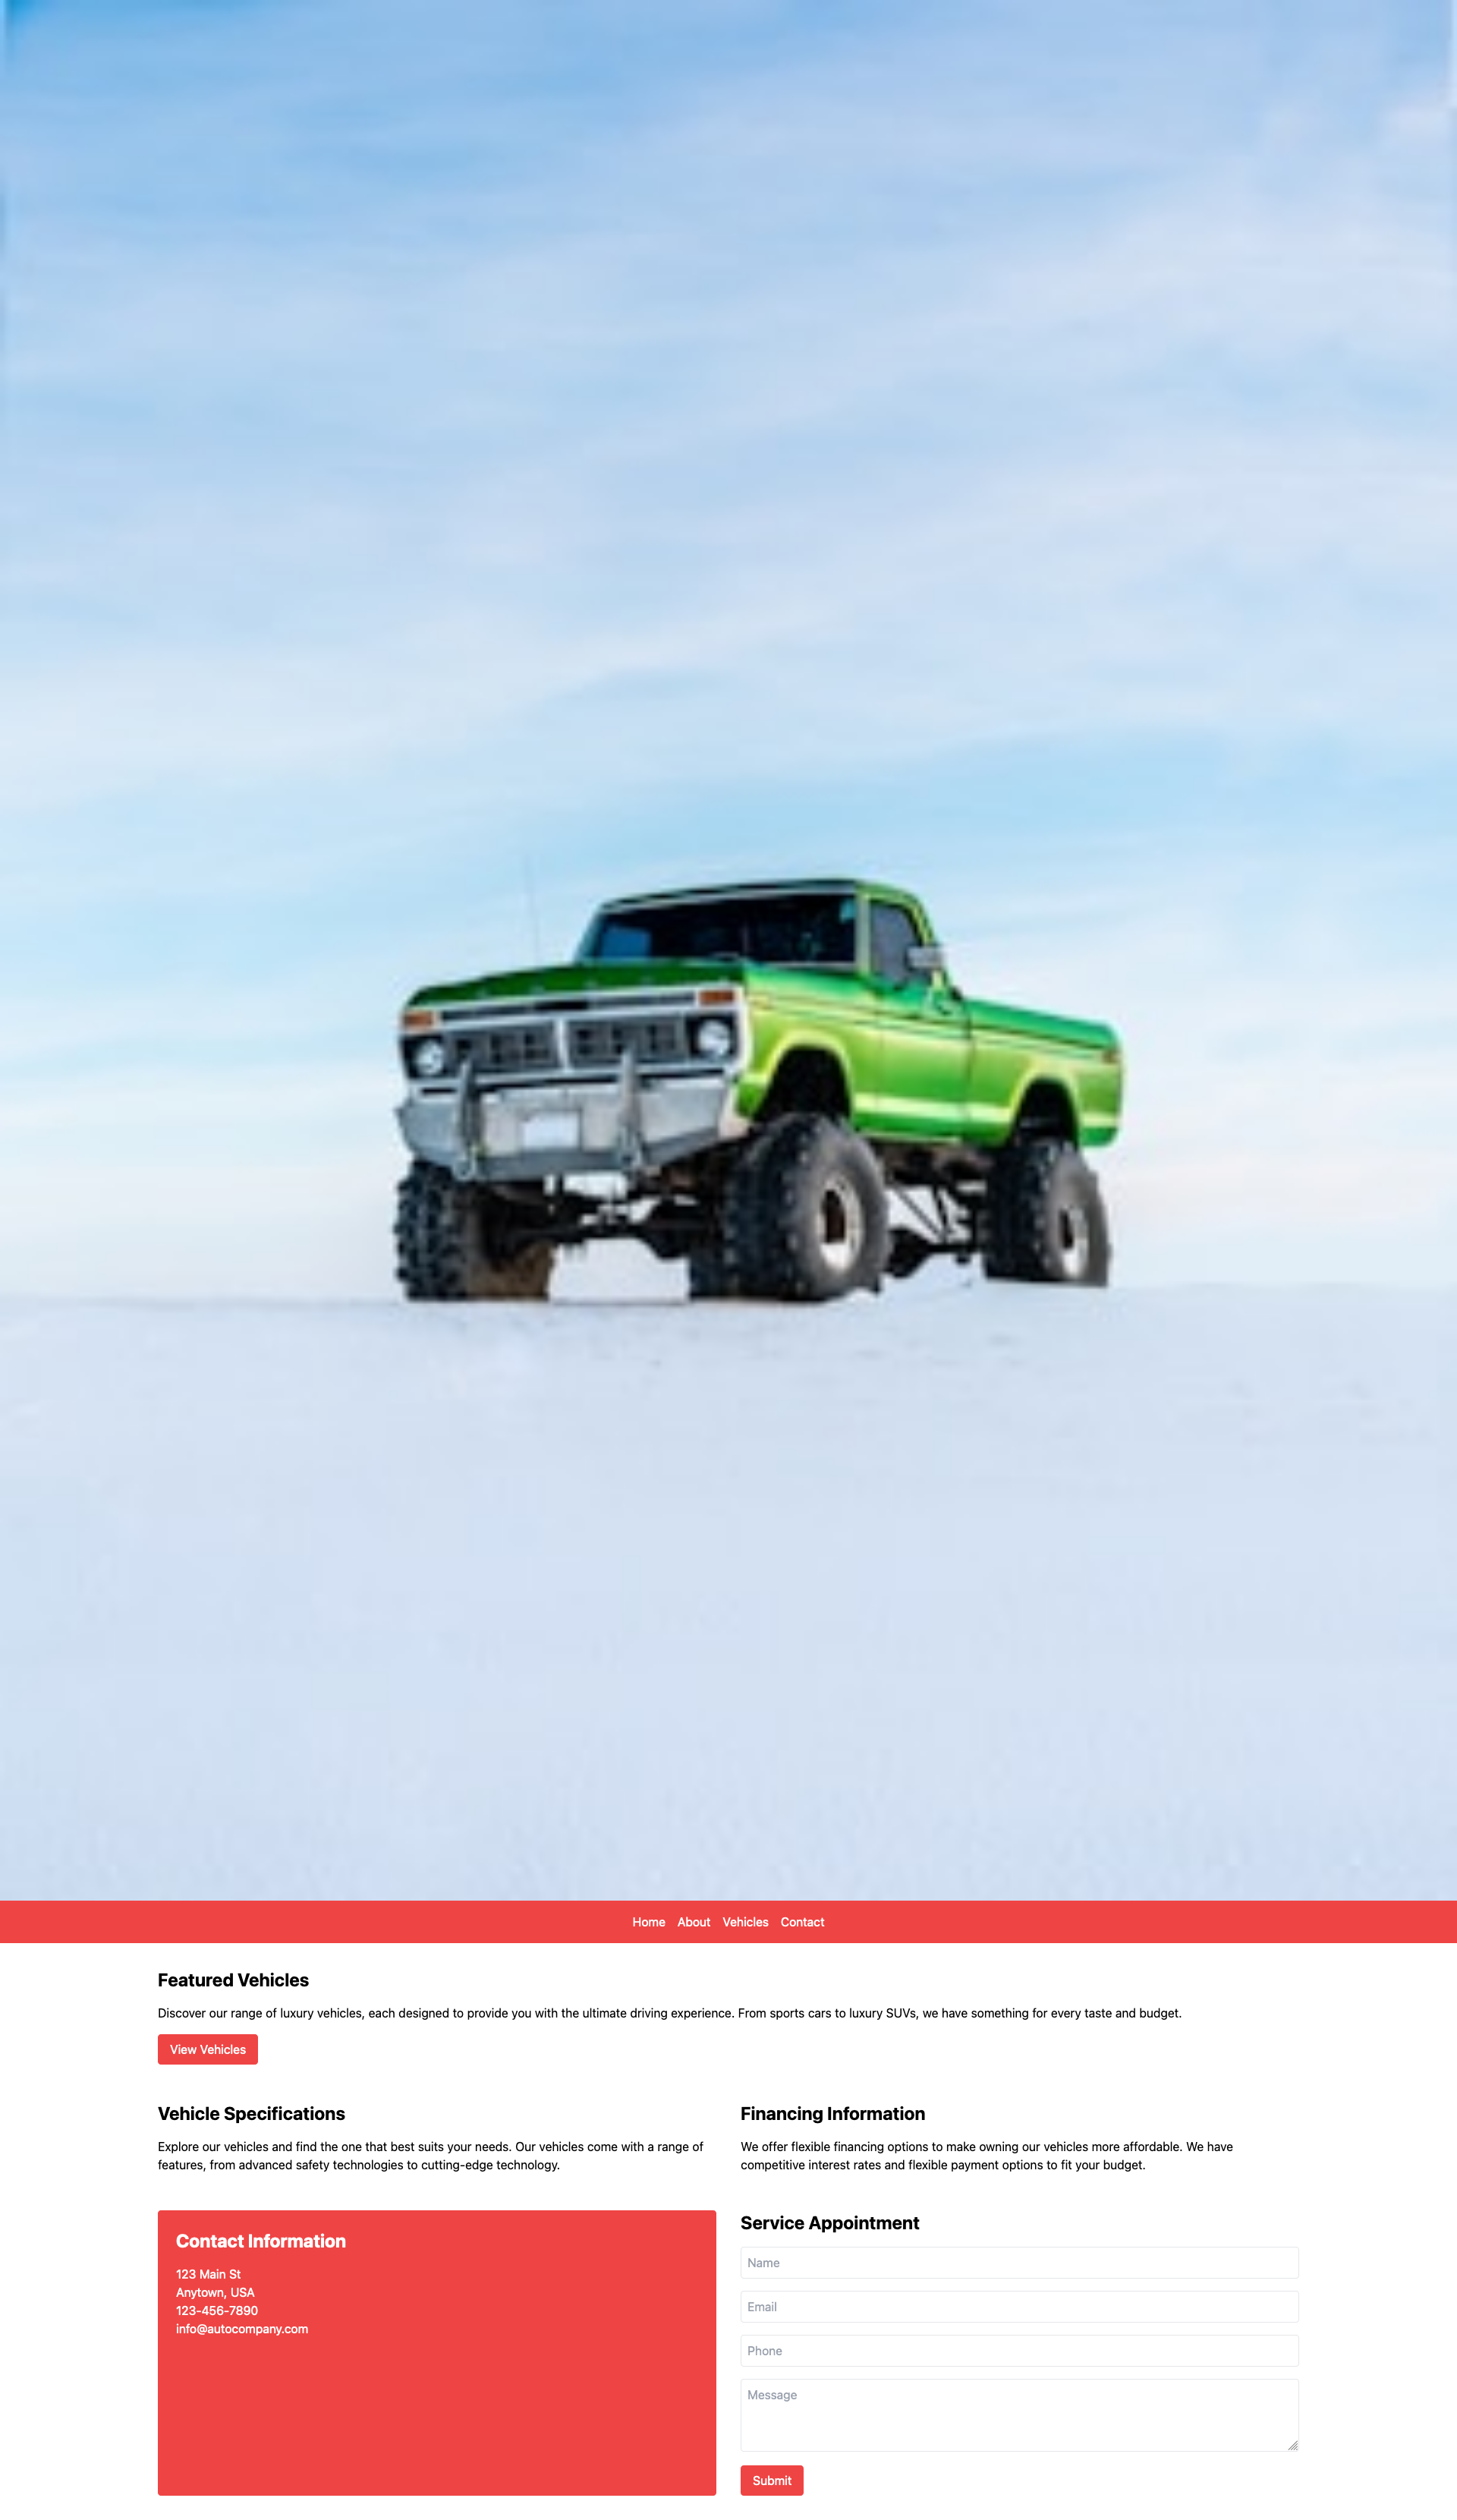 Home About Vehicles Contact
Featured Vehicles
Discover our range of luxury vehicles, each designed to provide you with the ultimate driving experience. From sports cars to luxury SUVs, we have something for every taste and budget.
View Vehicles
Vehicle Specifications
Explore our vehicles and find the one that best suits your needs. Our vehicles come with a range of
features, from advanced safety technologies to cutting-edge technology.
Financing Information
We offer flexible financing options to make owning our vehicles more affordable. We have
competitive interest rates and flexible payment options to fit your budget.
Contact Information
123 Main St
Anytown, USA
123-456-7890
info@autocompany.com
Service Appointment
Name
Email
Phone
Message
Submit